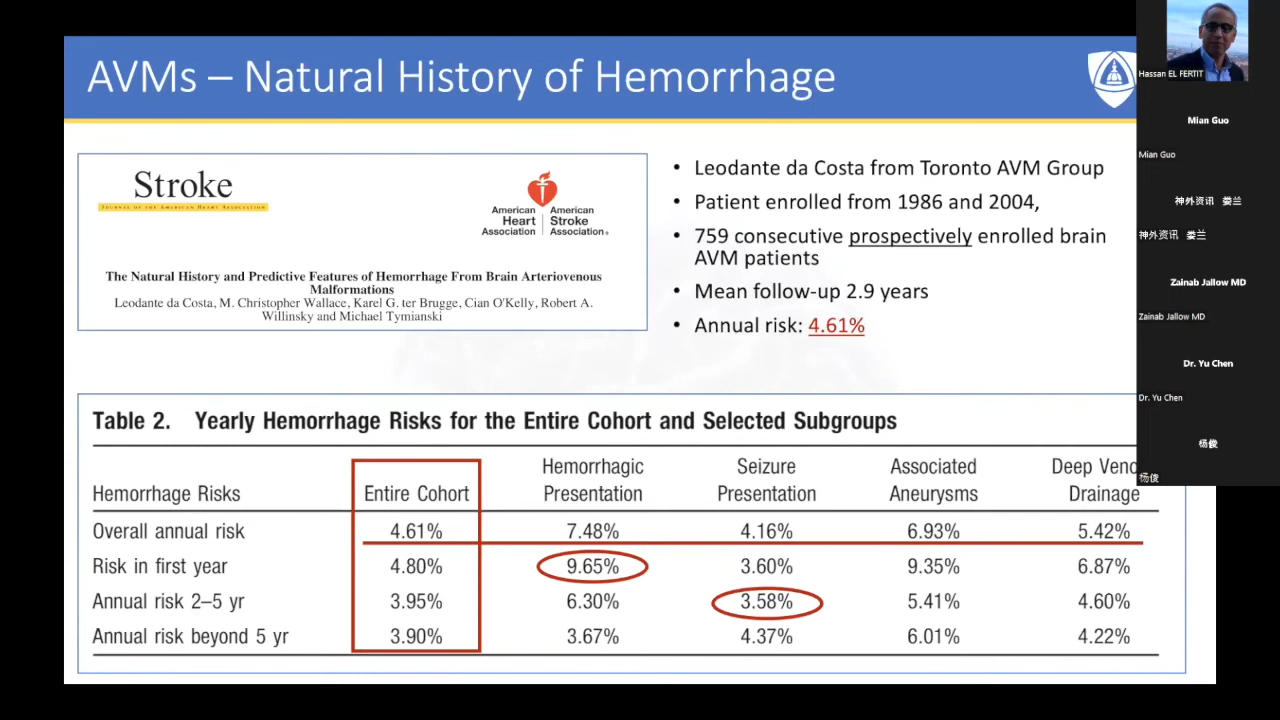 AVMs – Natural History of Hemorrhage
Stroke
JOURNAL OF THE AMERICAN HEART ASSOCIATION
American Heart Association
American Stroke Association®
The Natural History and Predictive Features of Hemorrhage From Brain Arteriovenous
Malformations
Leodante da Costa, M. Christopher Wallace, Karel G. ter Brugge, Cian O'Kelly, Robert A.
Willinsky and Michael Tymianski
• Leodante da Costa from Toronto AVM Group
• Patient enrolled from 1986 and 2004,
• 759 consecutive prospectively enrolled brain
AVM patients
• Mean follow-up 2.9 years
• Annual risk: 4.61%
Table 2. Yearly Hemorrhage Risks for the Entire Cohort and Selected Subgroups
Hemorrhagic Seizure Associated Deep Veno
Hemorrhage Risks Entire Cohort Presentation Presentation Aneurysms Drainage
Overall annual risk 4.61% 7.48% 4.16% 6.93% 5.42%
Risk in first year 4.80% 9.65% 3.60% 9.35% 6.87%
Annual risk 2–5 yr 3.95% 6.30% 3.58% 5.41% 4.60%
Annual risk beyond 5 yr 3.90% 3.67% 4.37% 6.01% 4.22%
Hassan EL FERTIT
Mian Guo
Mian Guo
神外资讯 娄兰
神外资讯 娄兰
Zainab Jallow MD
Zainab Jallow MD
Dr. Yu Chen
Dr. Yu Chen
杨俊
杨俊